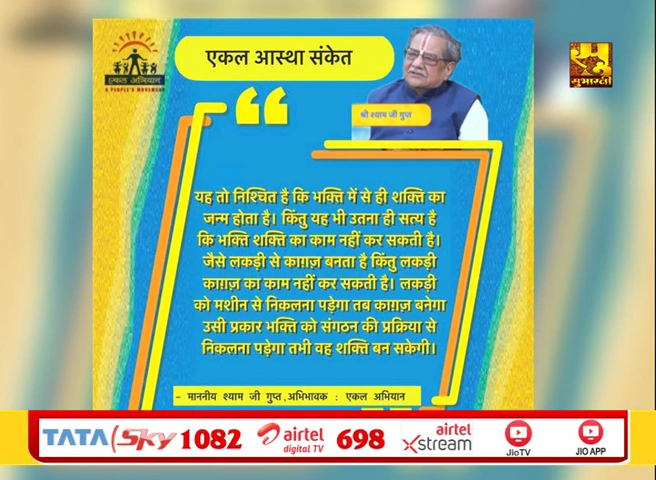 एकल आस्था संकेत
एकल अभियान
A PEOPLE'S MOVEMENT
सुभारती
श्री श्याम जी गुप्त
यह तो निश्चित है कि भक्ति में से ही शक्ति का
जन्म होता है। किंतु यह भी उतना ही सत्य है
कि भक्ति शक्ति का काम नहीं कर सकती है।
जैसे लकड़ी से काग़ज़ बनता है किंतु लकड़ी
काग़ज़ का काम नहीं कर सकती है। लकड़ी
को मशीन से निकलना पड़ेगा तब काग़ज़ बनेगा
उसी प्रकार भक्ति को संगठन की प्रक्रिया से
निकलना पड़ेगा तभी वह शक्ति बन सकेगी।
- माननीय श्याम जी गुप्त,अभिभावक : एकल अभियान
TATA Sky 1082 airtel digital TV 698 airtel Xstream JioTV JIO APP